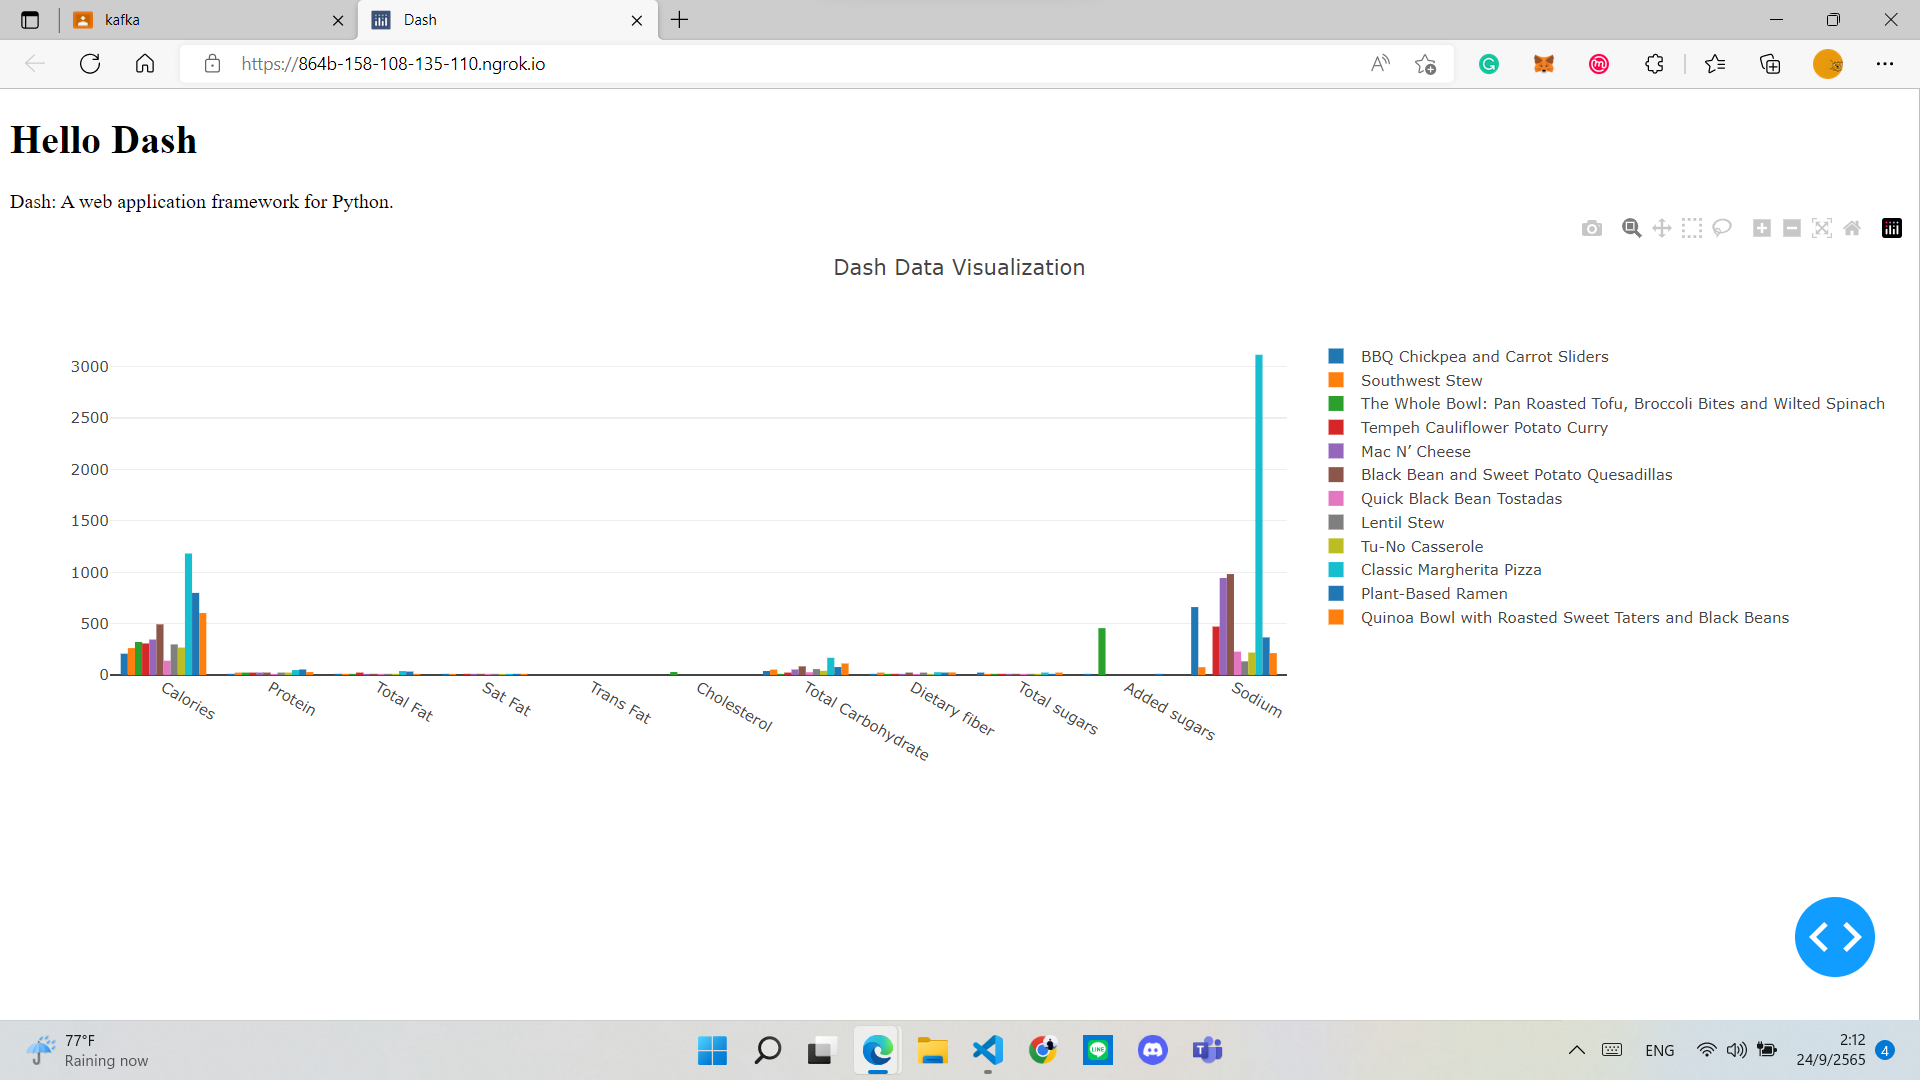 kafka
Dash
https://864b-158-108-135-110.ngrok.io
Hello Dash
Dash: A web application framework for Python.
Dash Data Visualization
3000
2500
2000
1500
1000
500
0
Calories
Protein
Total Fat
Sat Fat
Trans Fat
Cholesterol
Total Carbohydrate
Dietary fiber
Total sugars
Added sugars
Sodium
BBQ Chickpea and Carrot Sliders
Southwest Stew
The Whole Bowl: Pan Roasted Tofu, Broccoli Bites and Wilted Spinach
Tempeh Cauliflower Potato Curry
Mac N’ Cheese
Black Bean and Sweet Potato Quesadillas
Quick Black Bean Tostadas
Lentil Stew
Tu-No Casserole
Classic Margherita Pizza
Plant-Based Ramen
Quinoa Bowl with Roasted Sweet Taters and Black Beans
77°F
Raining now
LINE
ENG
2:12
24/9/2565
4